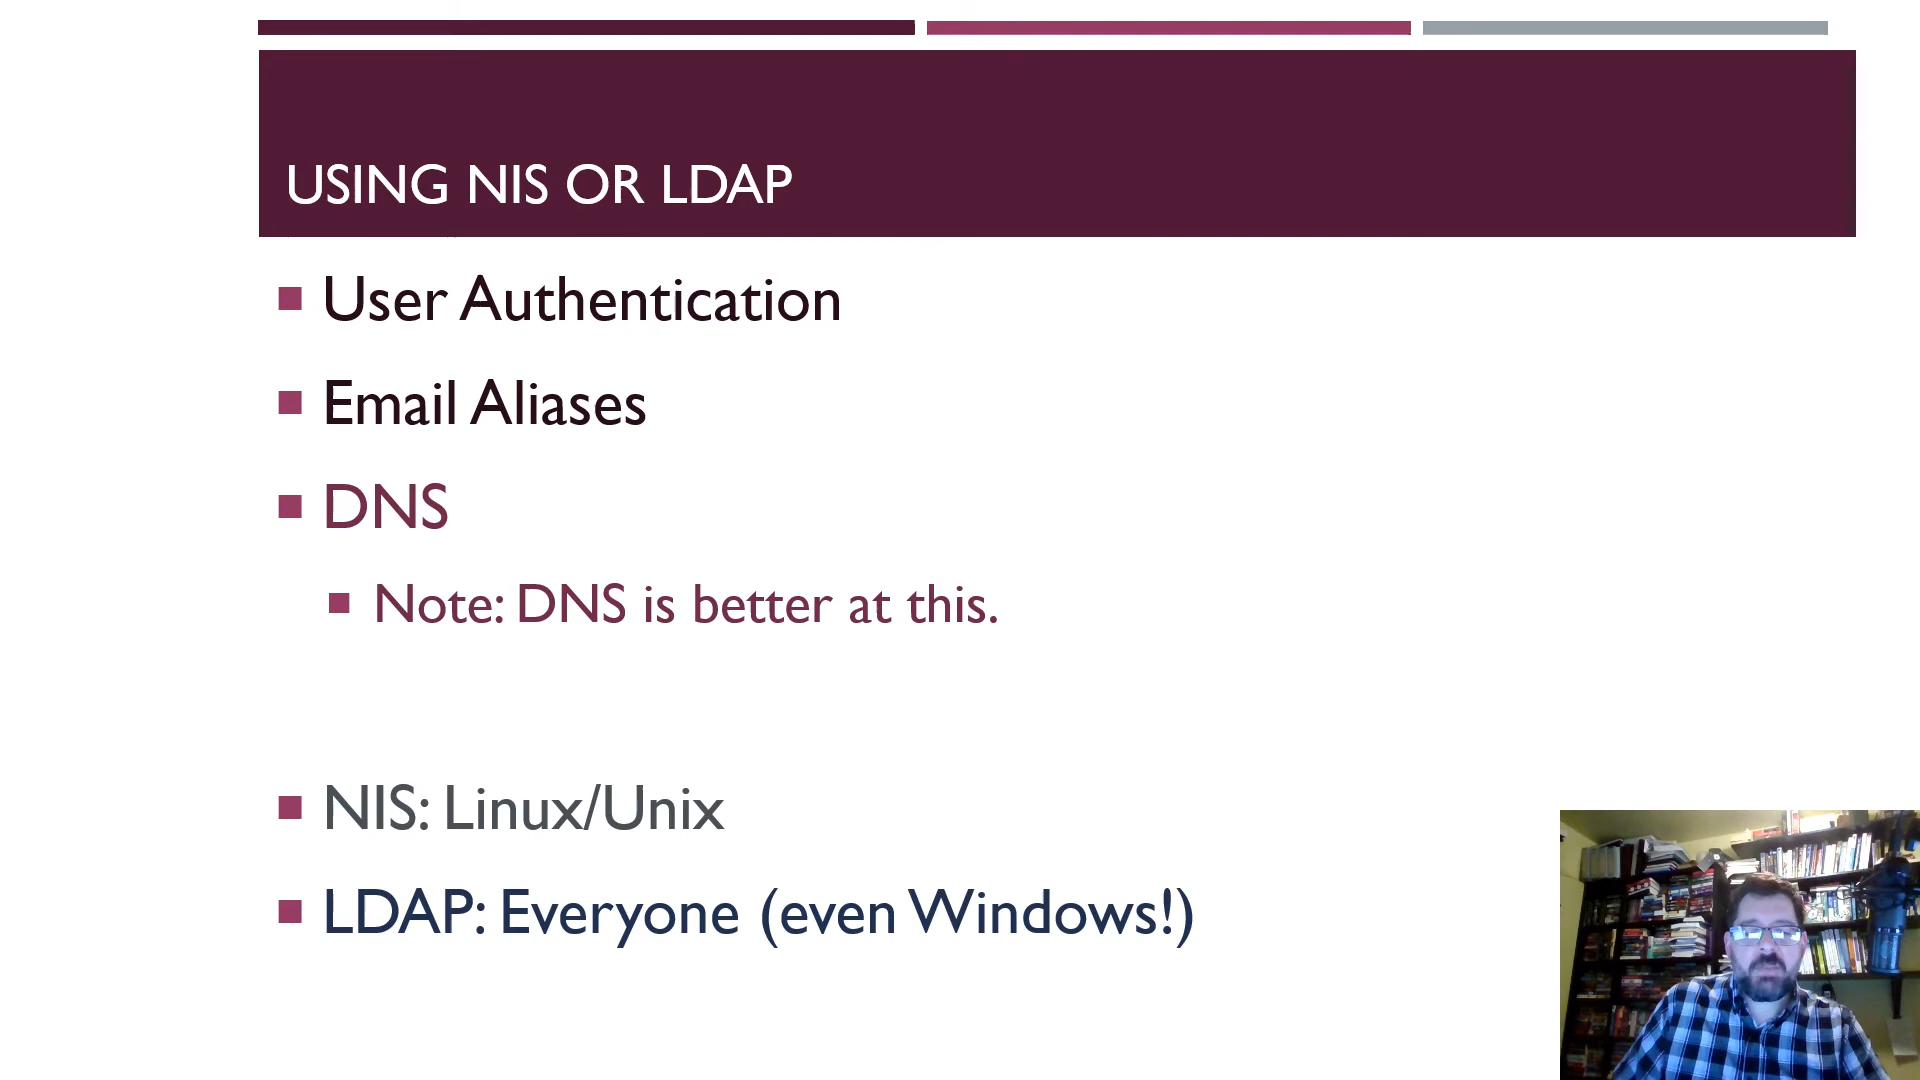 USING NIS OR LDAP
User Authentication
Email Aliases
DNS
Note: DNS is better at this.
NIS: Linux/Unix
LDAP: Everyone (even Windows!)